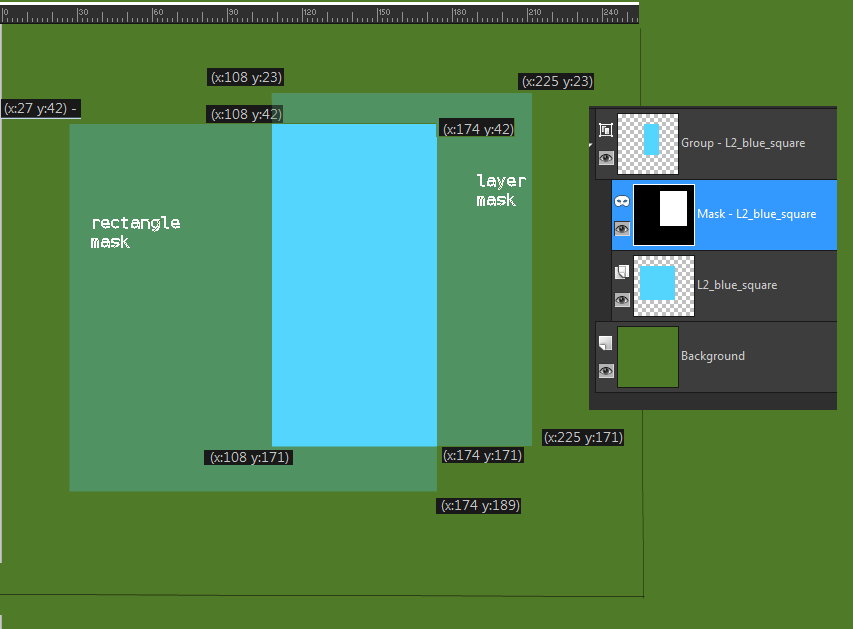 0 30 60 90 120 150 180 210 240
(x:108 y:23)
(x:225 y:23)
(x:27 y:42) -
(x:108 y:42)
(x:174 y:42)
Group - L2_blue_square
layer
mask
Mask - L2_blue_square
rectangle
mask
L2_blue_square
Background
(x:225 y:171)
(x:108 y:171)
(x:174 y:171)
(x:174 y:189)